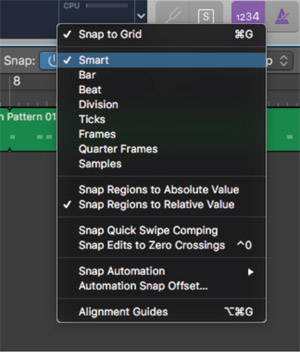 CPU
S
1234
✓ Snap to Grid ⌘G
Snap:
✓ Smart
8
Bar
Beat
n Pattern 01
Division
Ticks
Frames
Quarter Frames
Samples
Snap Regions to Absolute Value
✓ Snap Regions to Relative Value
Snap Quick Swipe Comping
Snap Edits to Zero Crossings ^0
Snap Automation ▶
Automation Snap Offset...
Alignment Guides ⌥⌘G